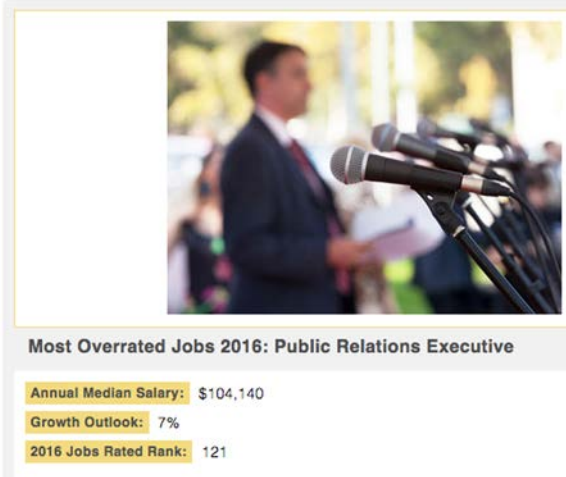 Most Overrated Jobs 2016: Public Relations Executive
Annual Median Salary: $104,140
Growth Outlook: 7%
2016 Jobs Rated Rank: 121